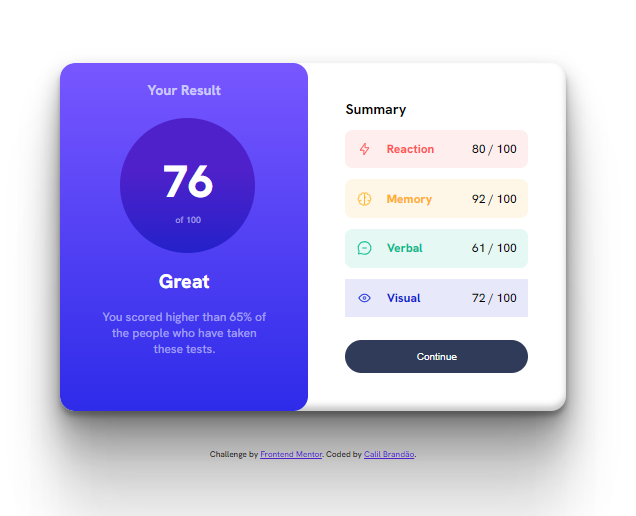 Your Result
76
of 100
Great
You scored higher than 65% of
the people who have taken
these tests.
Summary
Reaction 80 / 100
Memory 92 / 100
Verbal 61 / 100
Visual 72 / 100
Continue
Challenge by Frontend Mentor. Coded by Calil Brandão.